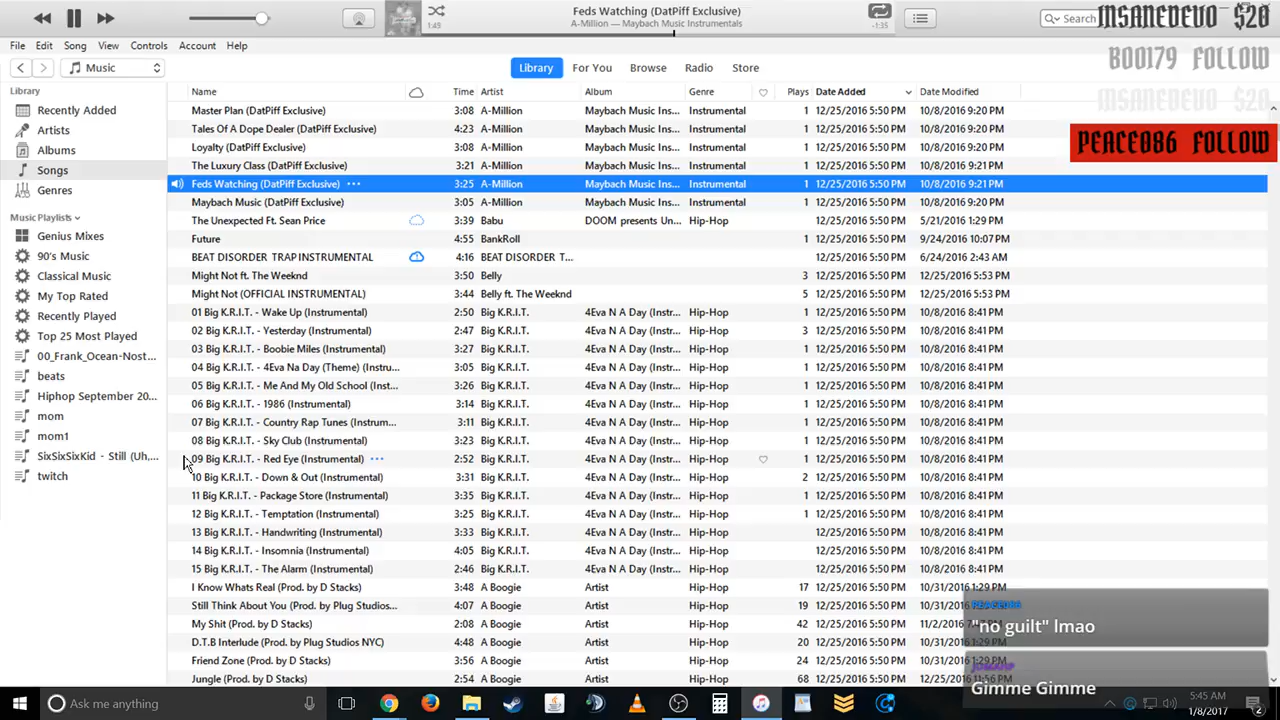 Feds Watching (DatPiff Exclusive)
A-Million — Maybach Music Instrumentals
1:49
-1:35
Search
INSANEDEVO $20
BOO179 FOLLOW
INSANEDEVO $20
PEACE086 FOLLOW
File Edit Song View Controls Account Help
Music
Library For You Browse Radio Store
Library
Recently Added
Artists
Albums
Songs
Genres
Music Playlists
Genius Mixes
90's Music
Classical Music
My Top Rated
Recently Played
Top 25 Most Played
00_Frank_Ocean-Nost...
beats
Hiphop September 20...
mom
mom1
SixSixSixKid - Still (Uh,...
twitch
Name Time Artist Album Genre Plays Date Added Date Modified
Master Plan (DatPiff Exclusive) 3:08 A-Million Maybach Music Ins... Instrumental 1 12/25/2016 5:50 PM 10/8/2016 9:20 PM
Tales Of A Dope Dealer (DatPiff Exclusive) 4:23 A-Million Maybach Music Ins... Instrumental 1 12/25/2016 5:50 PM 10/8/2016 9:20 PM
Loyalty (DatPiff Exclusive) 3:08 A-Million Maybach Music Ins... Instrumental 1 12/25/2016 5:50 PM 10/8/2016 9:20 PM
The Luxury Class (DatPiff Exclusive) 3:21 A-Million Maybach Music Ins... Instrumental 1 12/25/2016 5:50 PM 10/8/2016 9:21 PM
Feds Watching (DatPiff Exclusive) ••• 3:25 A-Million Maybach Music Ins... Instrumental 1 12/25/2016 5:50 PM 10/8/2016 9:21 PM
Maybach Music (DatPiff Exclusive) 3:05 A-Million Maybach Music Ins... Instrumental 1 12/25/2016 5:50 PM 10/8/2016 9:20 PM
The Unexpected Ft. Sean Price 3:39 Babu DOOM presents Un... Hip-Hop 12/25/2016 5:50 PM 5/21/2016 1:29 PM
Future 4:55 BankRoll 1 12/25/2016 5:50 PM 9/24/2016 10:07 PM
BEAT DISORDER TRAP INSTRUMENTAL 4:16 BEAT DISORDER T... 12/25/2016 5:50 PM 6/24/2016 2:43 AM
Might Not ft. The Weeknd 3:50 Belly 3 12/25/2016 5:50 PM 12/25/2016 5:53 PM
Might Not (OFFICIAL INSTRUMENTAL) 3:44 Belly ft. The Weeknd 5 12/25/2016 5:50 PM 12/25/2016 5:53 PM
01 Big K.R.I.T. - Wake Up (Instrumental) 2:50 Big K.R.I.T. 4Eva N A Day (Instr... Hip-Hop 1 12/25/2016 5:50 PM 10/8/2016 8:41 PM
02 Big K.R.I.T. - Yesterday (Instrumental) 2:47 Big K.R.I.T. 4Eva N A Day (Instr... Hip-Hop 3 12/25/2016 5:50 PM 10/8/2016 8:41 PM
03 Big K.R.I.T. - Boobie Miles (Instrumental) 3:27 Big K.R.I.T. 4Eva N A Day (Instr... Hip-Hop 1 12/25/2016 5:50 PM 10/8/2016 8:41 PM
04 Big K.R.I.T. - 4Eva Na Day (Theme) (Instru... 3:36 Big K.R.I.T. 4Eva N A Day (Instr... Hip-Hop 1 12/25/2016 5:50 PM 10/8/2016 8:41 PM
05 Big K.R.I.T. - Me And My Old School (Inst... 3:26 Big K.R.I.T. 4Eva N A Day (Instr... Hip-Hop 1 12/25/2016 5:50 PM 10/8/2016 8:41 PM
06 Big K.R.I.T. - 1986 (Instrumental) 3:14 Big K.R.I.T. 4Eva N A Day (Instr... Hip-Hop 1 12/25/2016 5:50 PM 10/8/2016 8:41 PM
07 Big K.R.I.T. - Country Rap Tunes (Instrum... 3:11 Big K.R.I.T. 4Eva N A Day (Instr... Hip-Hop 1 12/25/2016 5:50 PM 10/8/2016 8:41 PM
08 Big K.R.I.T. - Sky Club (Instrumental) 3:23 Big K.R.I.T. 4Eva N A Day (Instr... Hip-Hop 1 12/25/2016 5:50 PM 10/8/2016 8:41 PM
09 Big K.R.I.T. - Red Eye (Instrumental) ••• 2:52 Big K.R.I.T. 4Eva N A Day (Instr... Hip-Hop 1 12/25/2016 5:50 PM 10/8/2016 8:41 PM
10 Big K.R.I.T. - Down & Out (Instrumental) 3:31 Big K.R.I.T. 4Eva N A Day (Instr... Hip-Hop 2 12/25/2016 5:50 PM 10/8/2016 8:41 PM
11 Big K.R.I.T. - Package Store (Instrumental) 3:35 Big K.R.I.T. 4Eva N A Day (Instr... Hip-Hop 1 12/25/2016 5:50 PM 10/8/2016 8:41 PM
12 Big K.R.I.T. - Temptation (Instrumental) 3:25 Big K.R.I.T. 4Eva N A Day (Instr... Hip-Hop 1 12/25/2016 5:50 PM 10/8/2016 8:41 PM
13 Big K.R.I.T. - Handwriting (Instrumental) 3:33 Big K.R.I.T. 4Eva N A Day (Instr... Hip-Hop 12/25/2016 5:50 PM 10/8/2016 8:41 PM
14 Big K.R.I.T. - Insomnia (Instrumental) 4:05 Big K.R.I.T. 4Eva N A Day (Instr... Hip-Hop 12/25/2016 5:50 PM 10/8/2016 8:41 PM
15 Big K.R.I.T. - The Alarm (Instrumental) 2:46 Big K.R.I.T. 4Eva N A Day (Instr... Hip-Hop 12/25/2016 5:50 PM 10/8/2016 8:41 PM
I Know Whats Real (Prod. by D Stacks) 3:48 A Boogie Artist Hip-Hop 17 12/25/2016 5:50 PM 10/31/2016 1:29 PM
Still Think About You (Prod. by Plug Studios... 4:07 A Boogie Artist Hip-Hop 19 12/25/2016 5:50 PM 10/31/2016 1:29 PM
My Shit (Prod. by D Stacks) 2:08 A Boogie Artist Hip-Hop 42 12/25/2016 5:50 PM 11/2/2016
D.T.B Interlude (Prod by Plug Studios NYC) 4:48 A Boogie Artist Hip-Hop 20 12/25/2016 5:50 PM 10/31/2016 1:29 PM
Friend Zone (Prod. by D Stacks) 3:56 A Boogie Artist Hip-Hop 24 12/25/2016 5:50 PM 10/31/2016 1:29 PM
Jungle (Prod. by D Stacks) 2:54 A Boogie Artist Hip-Hop 68 12/25/2016 5:50 PM
PEACE086
"no guilt" lmao
Gimme Gimme
Ask me anything
5:45 AM
1/8/2017
2